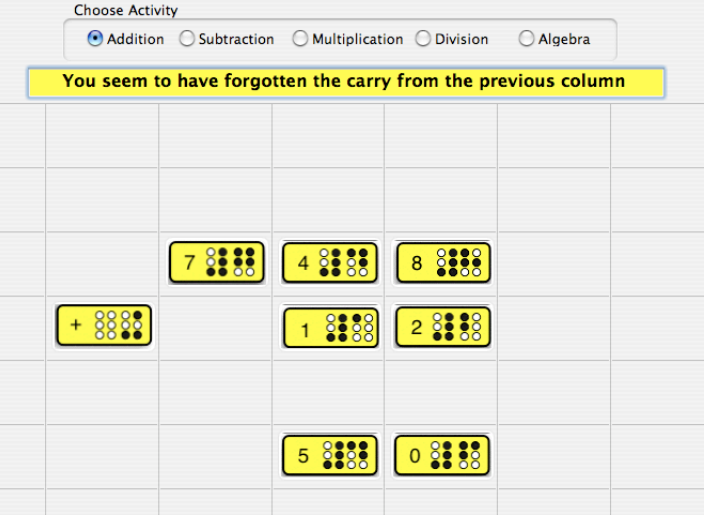 Choose Activity
Addition Subtraction Multiplication Division Algebra
You seem to have forgotten the carry from the previous column
7 4 8
+ 1 2
5 0